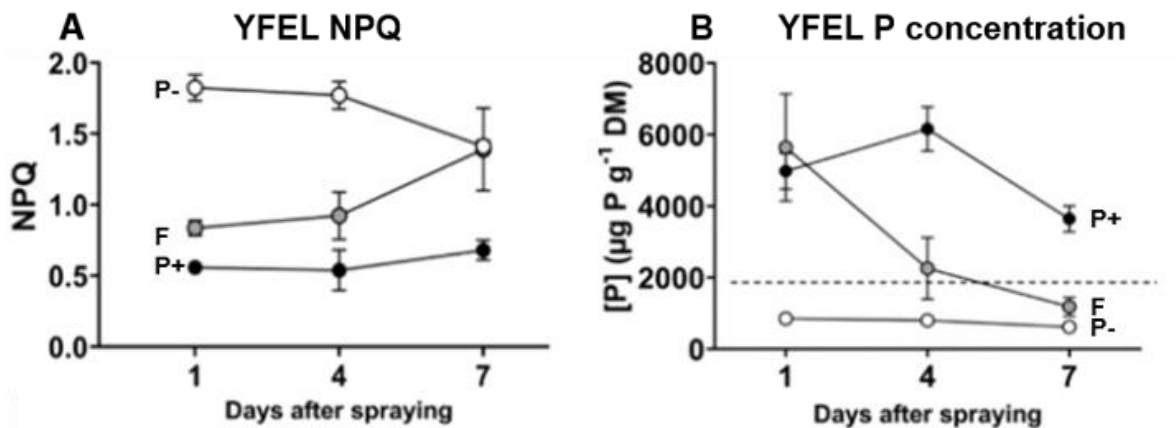 A YFEL NPQ
2.0
1.5
1.0
0.5
0.0
NPQ
P-
F
P+
1 4 7
Days after spraying
B YFEL P concentration
8000
6000
4000
2000
0
[P] (µg P g⁻¹ DM)
P+
F
P-
1 4 7
Days after spraying